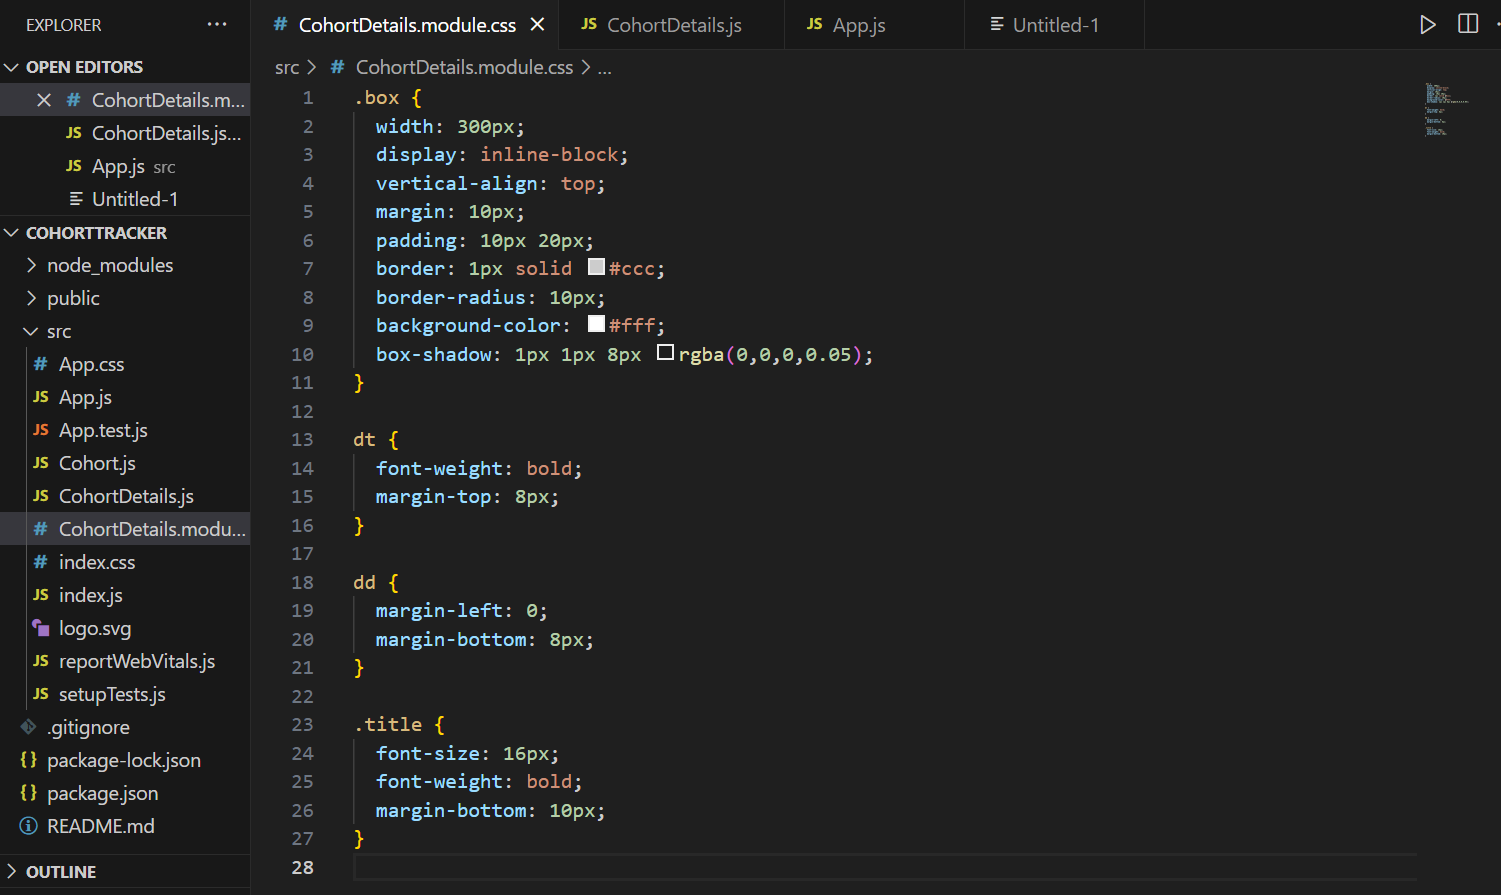 EXPLORER ···
OPEN EDITORS
# CohortDetails.m...
JS CohortDetails.js...
JS App.js src
Untitled-1
COHORTTRACKER
node_modules
public
src
# App.css
JS App.js
JS App.test.js
JS Cohort.js
JS CohortDetails.js
# CohortDetails.modu...
# index.css
JS index.js
logo.svg
JS reportWebVitals.js
JS setupTests.js
.gitignore
{} package-lock.json
{} package.json
README.md
OUTLINE
# CohortDetails.module.css JS CohortDetails.js JS App.js Untitled-1
src > # CohortDetails.module.css > ...
1 .box {
2 width: 300px;
3 display: inline-block;
4 vertical-align: top;
5 margin: 10px;
6 padding: 10px 20px;
7 border: 1px solid #ccc;
8 border-radius: 10px;
9 background-color: #fff;
10 box-shadow: 1px 1px 8px rgba(0,0,0,0.05);
11 }
12
13 dt {
14 font-weight: bold;
15 margin-top: 8px;
16 }
17
18 dd {
19 margin-left: 0;
20 margin-bottom: 8px;
21 }
22
23 .title {
24 font-size: 16px;
25 font-weight: bold;
26 margin-bottom: 10px;
27 }
28